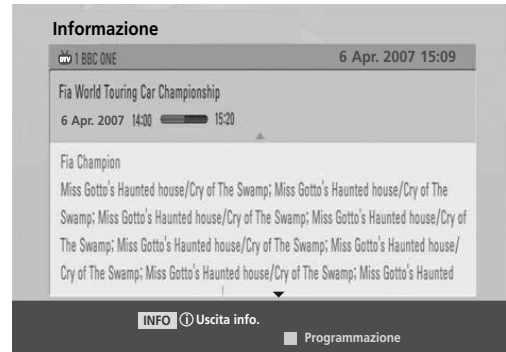 Informazione
DTV 1 BBC ONE 6 Apr. 2007 15:09
Fia World Touring Car Championship
6 Apr. 2007 14:00 15:20
Fia Champion
Miss Gotto's Haunted house/Cry of The Swamp; Miss Gotto's Haunted house/Cry of The
Swamp; Miss Gotto's Haunted house/Cry of The Swamp; Miss Gotto's Haunted house/Cry of
The Swamp; Miss Gotto's Haunted house/Cry of The Swamp; Miss Gotto's Haunted house/
Cry of The Swamp; Miss Gotto's Haunted house/Cry of The Swamp; Miss Gotto's Haunted
INFO i Uscita info.
Programmazione